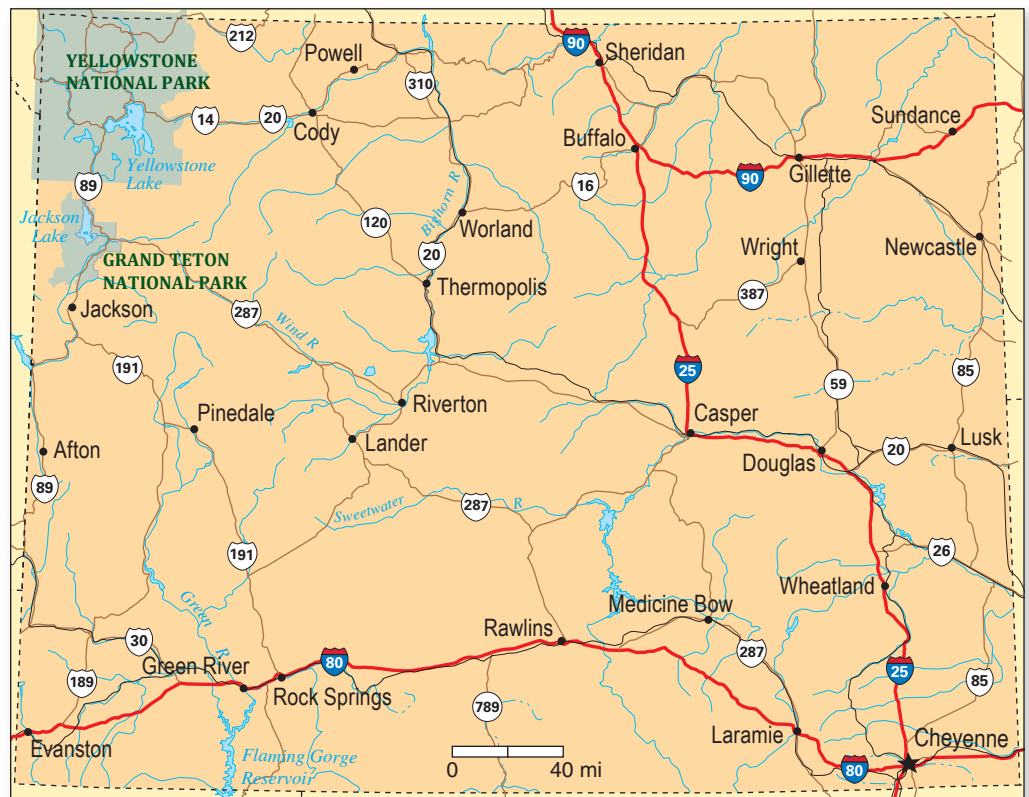 212
90
Sheridan
Powell
YELLOWSTONE
NATIONAL PARK
310
14
20
Cody
Sundance
Buffalo
90
Gillette
Yellowstone
Lake
89
16
Bighorn R
120
Worland
Jackson
Lake
20
Wright
Newcastle
GRAND TETON
NATIONAL PARK
Thermopolis
387
Jackson
287
Wind R
191
25
59
85
Pinedale
Riverton
Casper
Afton
Lander
Douglas
20
Lusk
89
Sweetwater R
287
191
26
Green R
Wheatland
Medicine Bow
30
Rawlins
287
Green River
80
25
189
Rock Springs
85
789
Evanston
Laramie
Cheyenne
Flaming Gorge
Reservoir
0 40 mi
80